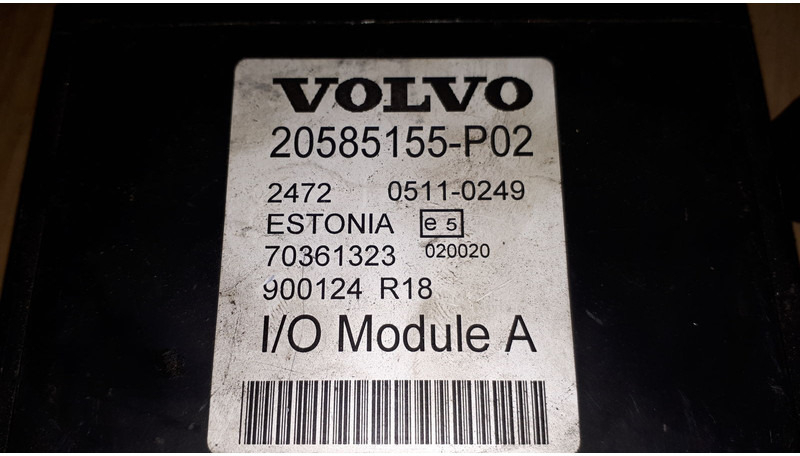 VOLVO
20585155-P02
2472 0511-0249
ESTONIA e 5
70361323 020020
900124 R18
I/O Module A